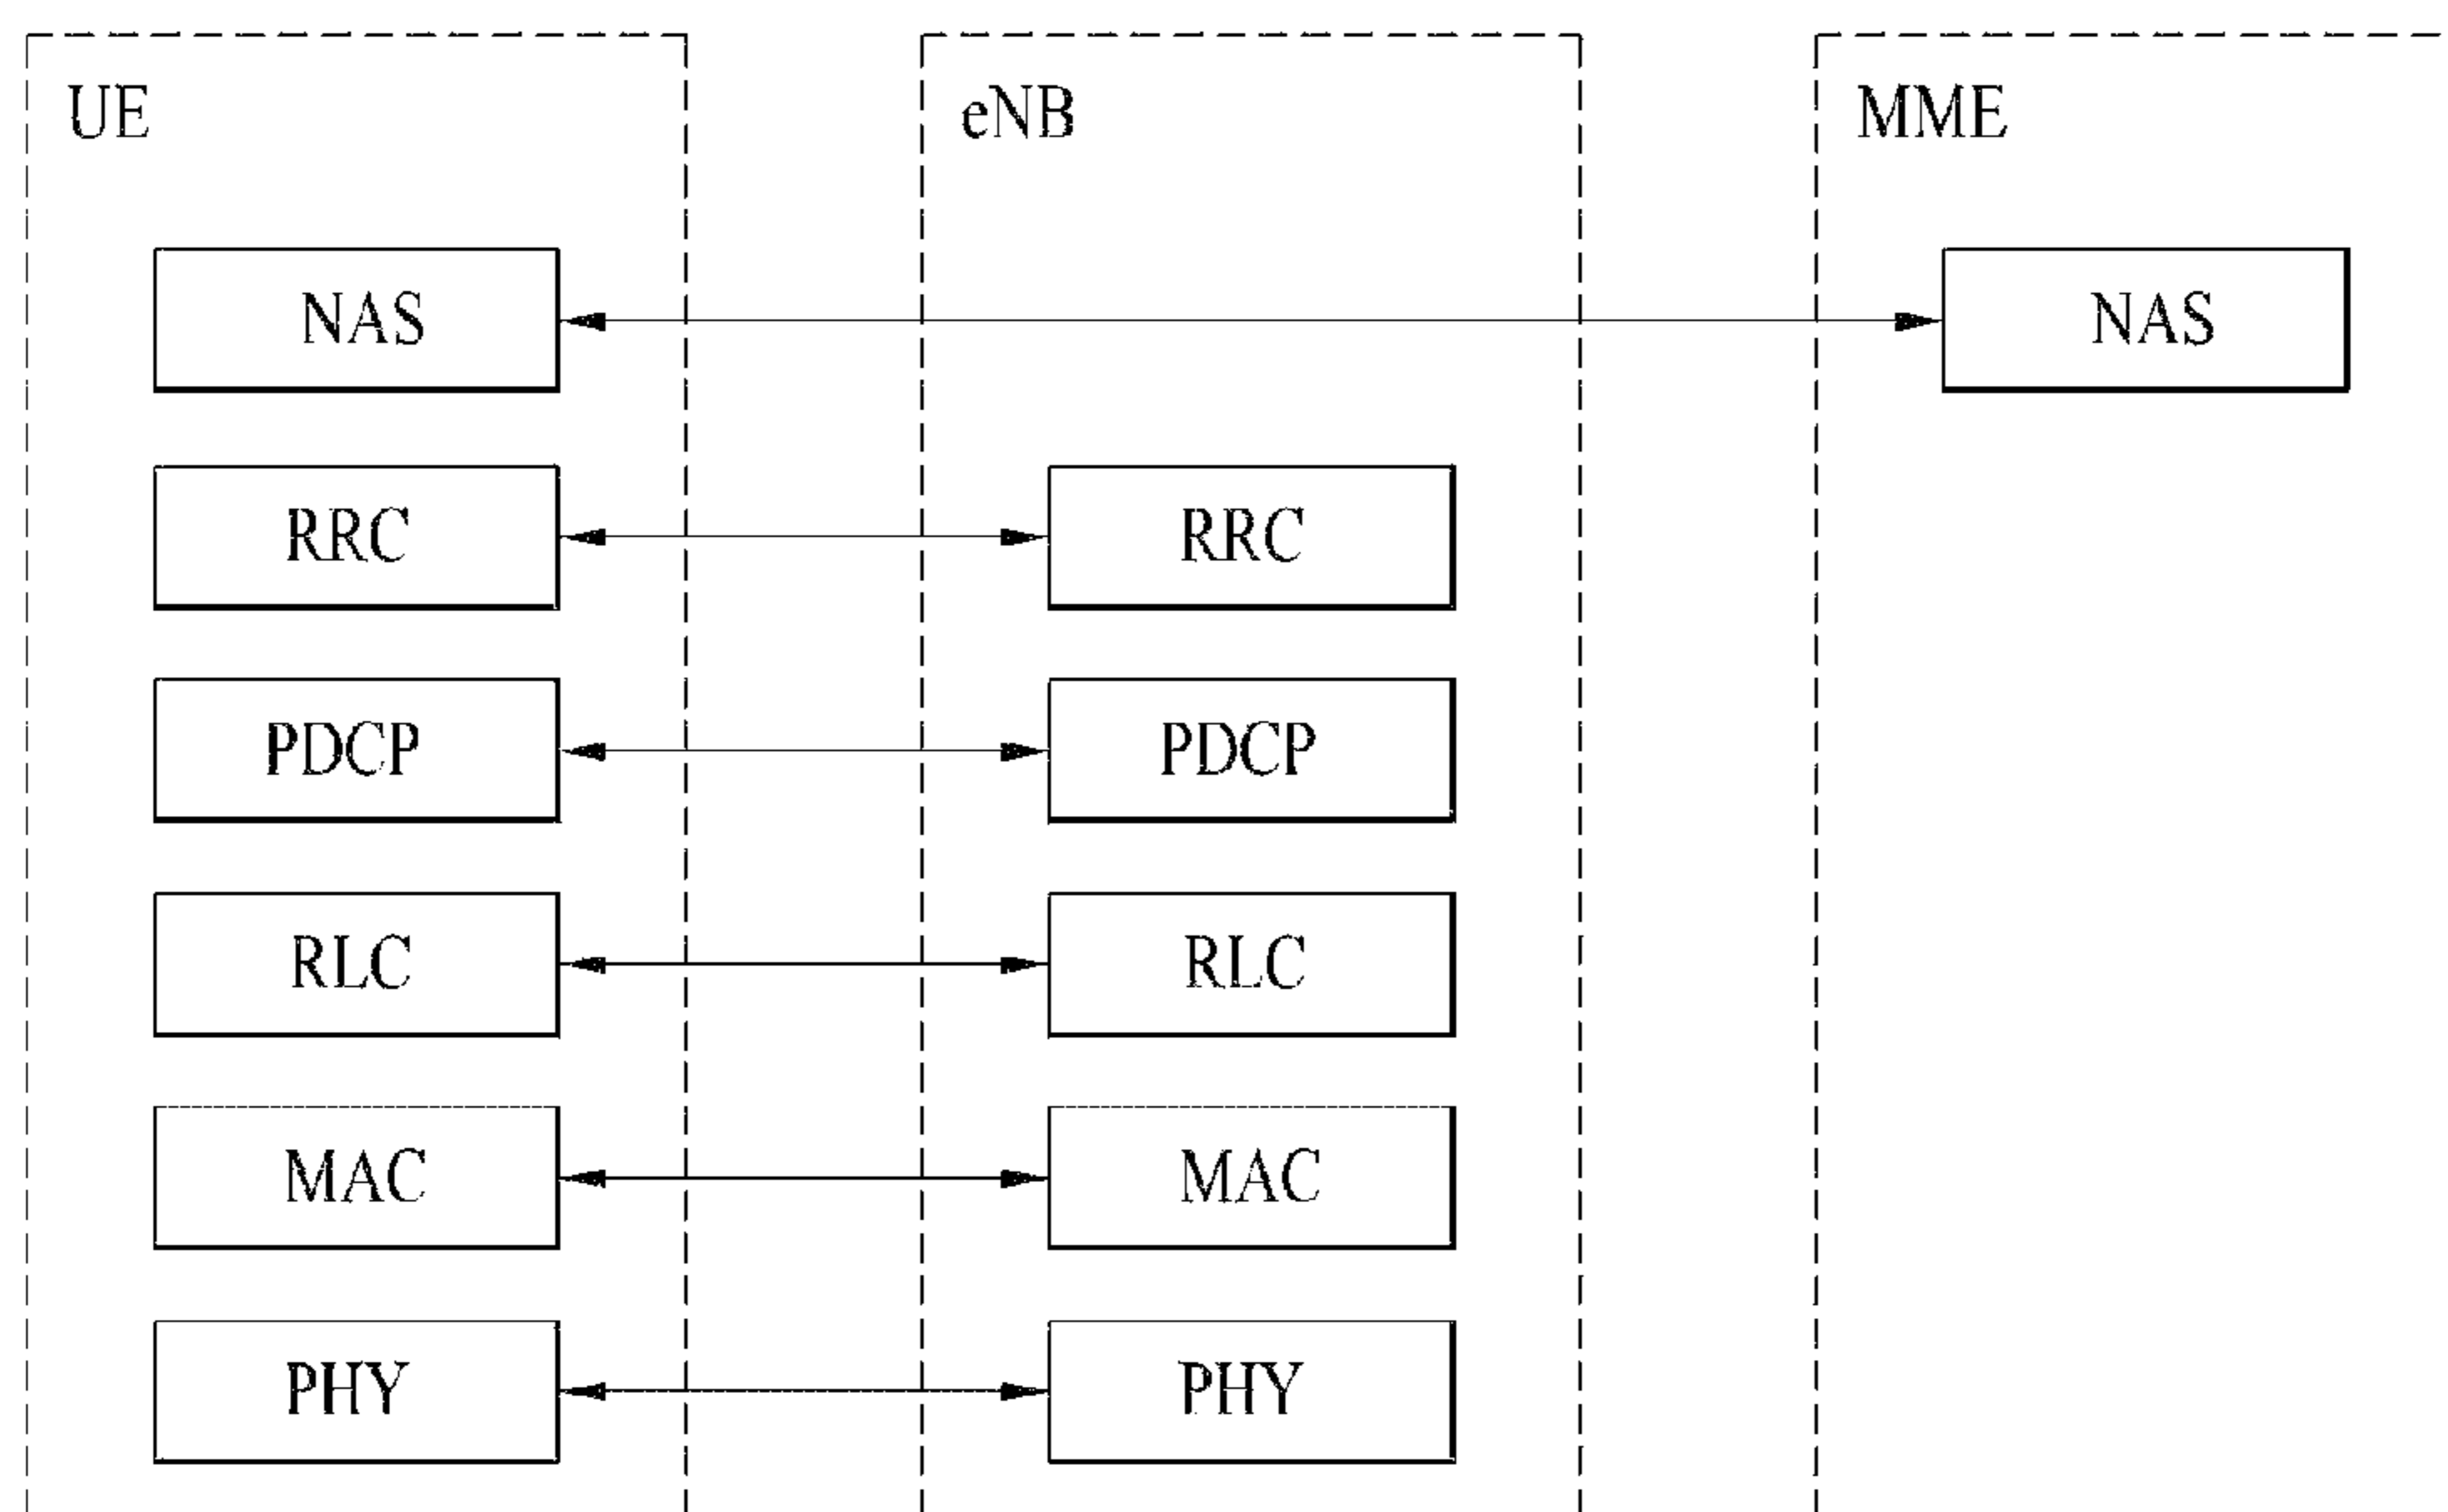 UE eNB MME
NAS NAS
RRC RRC
PDCP PDCP
RLC RLC
MAC MAC
PHY PHY